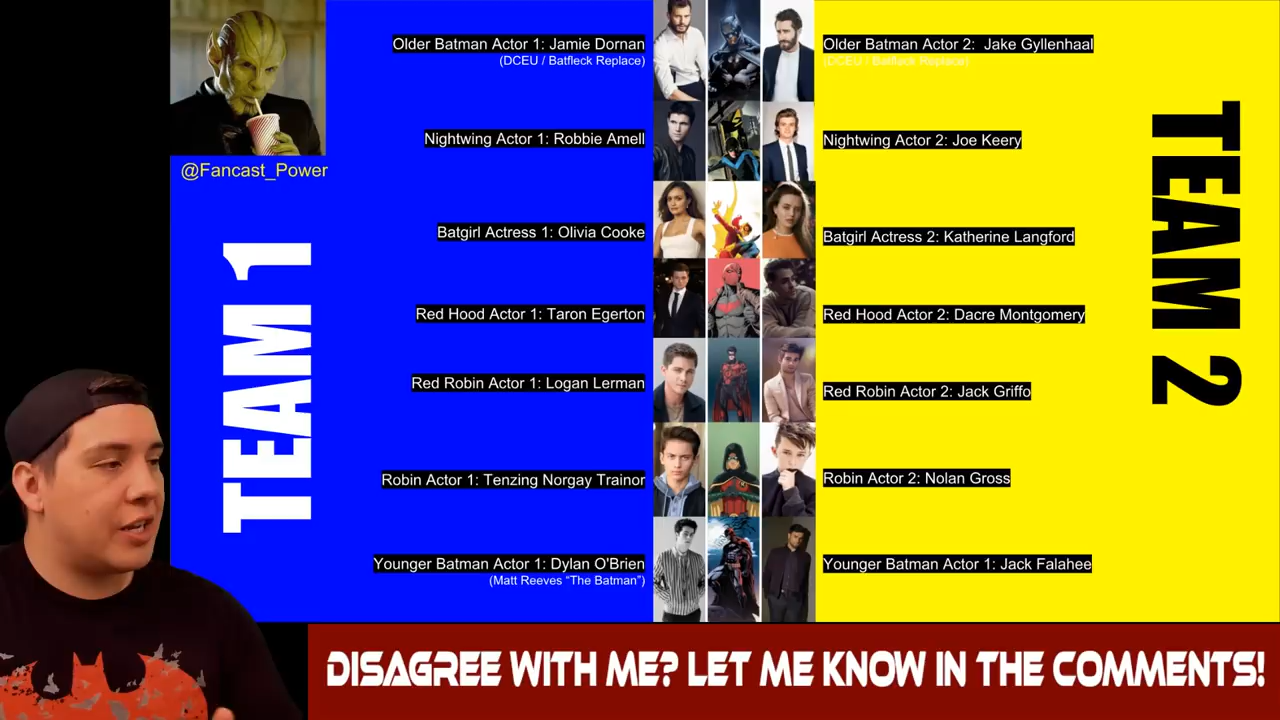 @Fancast_Power
TEAM 1
Older Batman Actor 1: Jamie Dornan
(DCEU / Batfleck Replace)
Nightwing Actor 1: Robbie Amell
Batgirl Actress 1: Olivia Cooke
Red Hood Actor 1: Taron Egerton
Red Robin Actor 1: Logan Lerman
Robin Actor 1: Tenzing Norgay Trainor
Younger Batman Actor 1: Dylan O'Brien
(Matt Reeves “The Batman”)
Older Batman Actor 2: Jake Gyllenhaal
(DCEU / Batfleck Replace)
Nightwing Actor 2: Joe Keery
Batgirl Actress 2: Katherine Langford
Red Hood Actor 2: Dacre Montgomery
Red Robin Actor 2: Jack Griffo
Robin Actor 2: Nolan Gross
Younger Batman Actor 1: Jack Falahee
TEAM 2
DISAGREE WITH ME? LET ME KNOW IN THE COMMENTS!